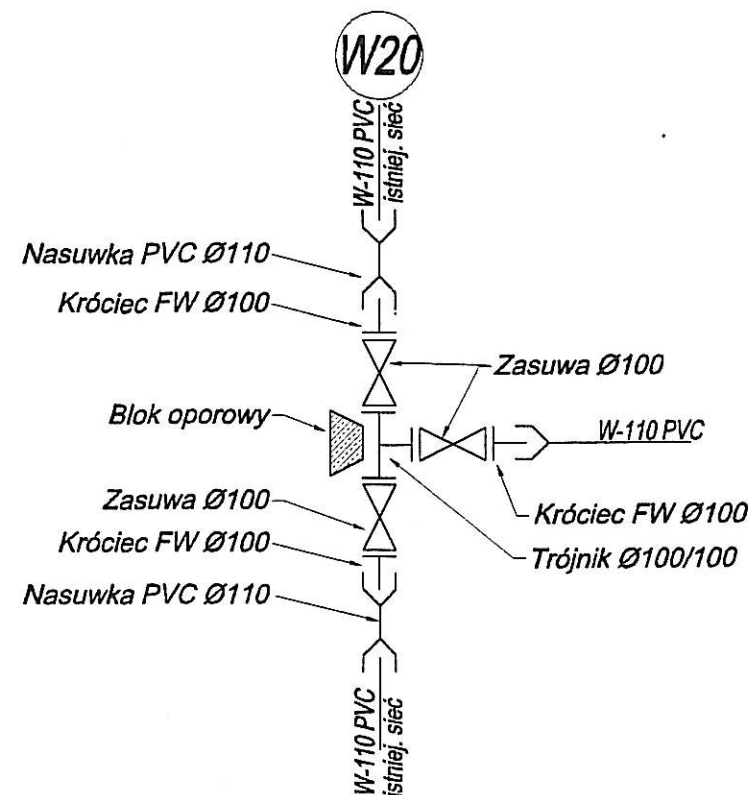 W20
W-110 PVC
istniej. sieć
Nasuwka PVC Ø110
Króciec FW Ø100
Zasuwa Ø100
Blok oporowy
W-110 PVC
Zasuwa Ø100
Króciec FW Ø100
Króciec FW Ø100
Trójnik Ø100/100
Nasuwka PVC Ø110
W-110 PVC
istniej. sieć